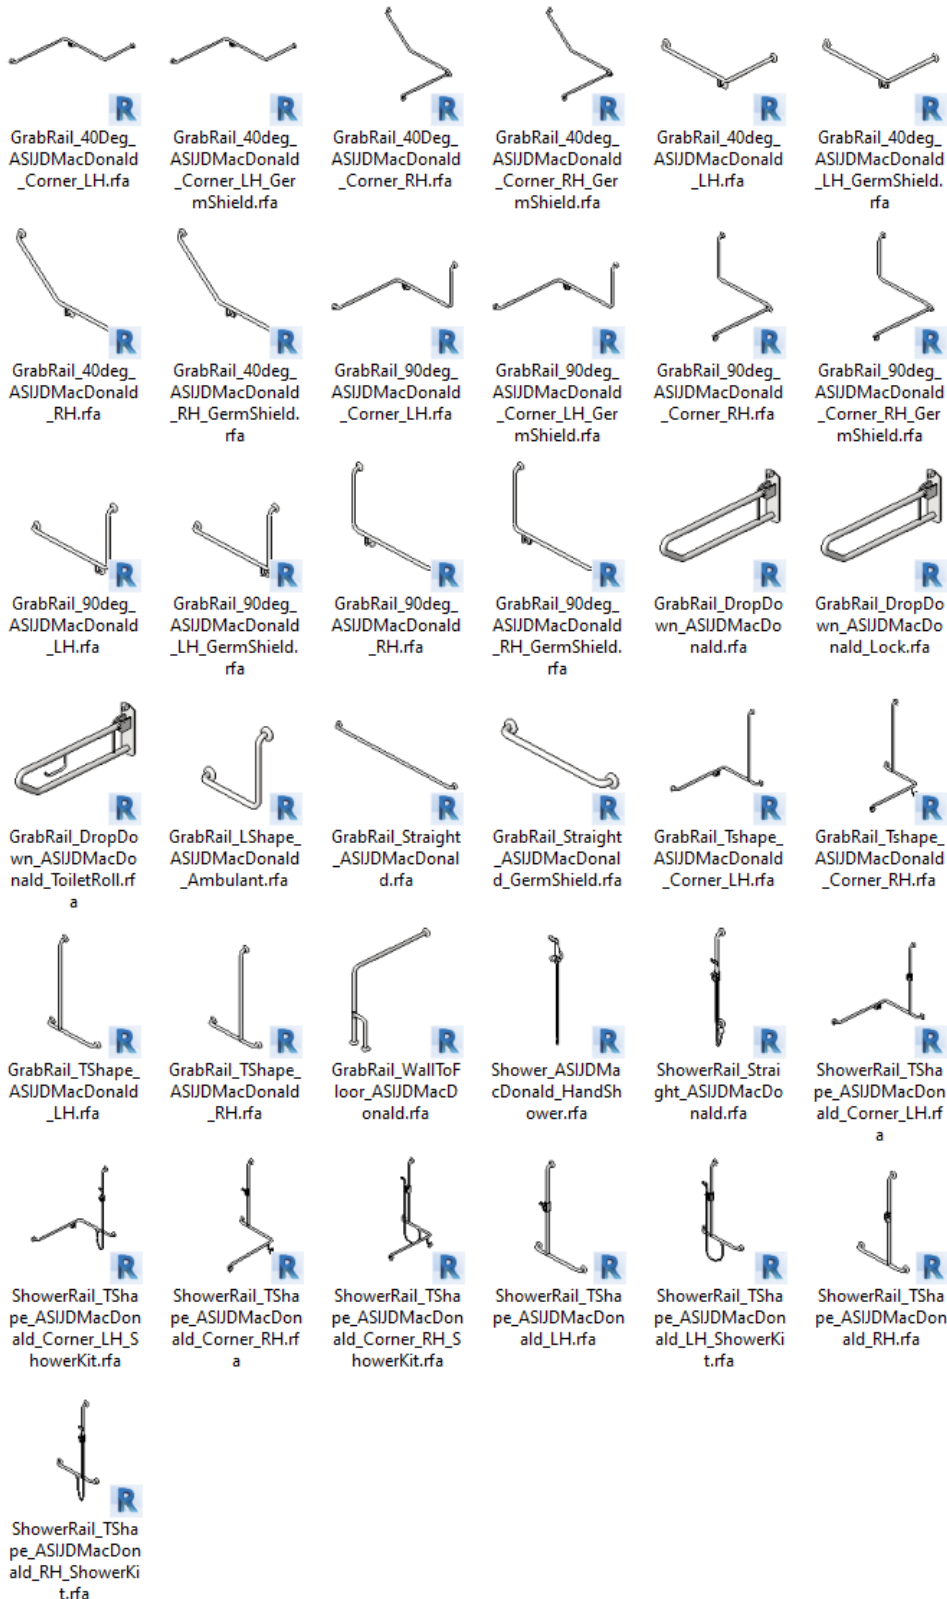 GrabRail_40Deg_
ASIJDMacDonald
_Corner_LH.rfa
GrabRail_40deg_
ASIJDMacDonald
_Corner_LH_Ger
mShield.rfa
GrabRail_40Deg_
ASIJDMacDonald
_Corner_RH.rfa
GrabRail_40deg_
ASIJDMacDonald
_Corner_RH_Ger
mShield.rfa
GrabRail_40deg_
ASIJDMacDonald
_LH.rfa
GrabRail_40deg_
ASIJDMacDonald
_LH_GermShield.
rfa
GrabRail_40deg_
ASIJDMacDonald
_RH.rfa
GrabRail_40deg_
ASIJDMacDonald
_RH_GermShield.
rfa
GrabRail_90deg_
ASIJDMacDonald
_Corner_LH.rfa
GrabRail_90deg_
ASIJDMacDonald
_Corner_LH_Ger
mShield.rfa
GrabRail_90deg_
ASIJDMacDonald
_Corner_RH.rfa
GrabRail_90deg_
ASIJDMacDonald
_Corner_RH_Ger
mShield.rfa
GrabRail_90deg_
ASIJDMacDonald
_LH.rfa
GrabRail_90deg_
ASIJDMacDonald
_LH_GermShield.
rfa
GrabRail_90deg_
ASIJDMacDonald
_RH.rfa
GrabRail_90deg_
ASIJDMacDonald
_RH_GermShield.
rfa
GrabRail_DropDo
wn_ASIJDMacDo
nald.rfa
GrabRail_DropDo
wn_ASIJDMacDo
nald_Lock.rfa
GrabRail_DropDo
wn_ASIJDMacDo
nald_ToiletRoll.rf
a
GrabRail_LShape_
ASIJDMacDonald
_Ambulant.rfa
GrabRail_Straight
_ASIJDMacDonal
d.rfa
GrabRail_Straight
_ASIJDMacDonal
d_GermShield.rfa
GrabRail_Tshape_
ASIJDMacDonald
_Corner_LH.rfa
GrabRail_Tshape_
ASIJDMacDonald
_Corner_RH.rfa
GrabRail_TShape_
ASIJDMacDonald
_LH.rfa
GrabRail_TShape_
ASIJDMacDonald
_RH.rfa
GrabRail_WallToF
loor_ASIJDMacD
onald.rfa
Shower_ASIJDMa
cDonald_HandSh
ower.rfa
ShowerRail_Strai
ght_ASIJDMacDo
nald.rfa
ShowerRail_TSha
pe_ASIJDMacDon
ald_Corner_LH.rf
a
ShowerRail_TSha
pe_ASIJDMacDon
ald_Corner_LH_S
howerKit.rfa
ShowerRail_TSha
pe_ASIJDMacDon
ald_Corner_RH.rf
a
ShowerRail_TSha
pe_ASIJDMacDon
ald_Corner_RH_S
howerKit.rfa
ShowerRail_TSha
pe_ASIJDMacDon
ald_LH.rfa
ShowerRail_TSha
pe_ASIJDMacDon
ald_LH_ShowerKi
t.rfa
ShowerRail_TSha
pe_ASIJDMacDon
ald_RH.rfa
ShowerRail_TSha
pe_ASIJDMacDon
ald_RH_ShowerKi
t.rfa